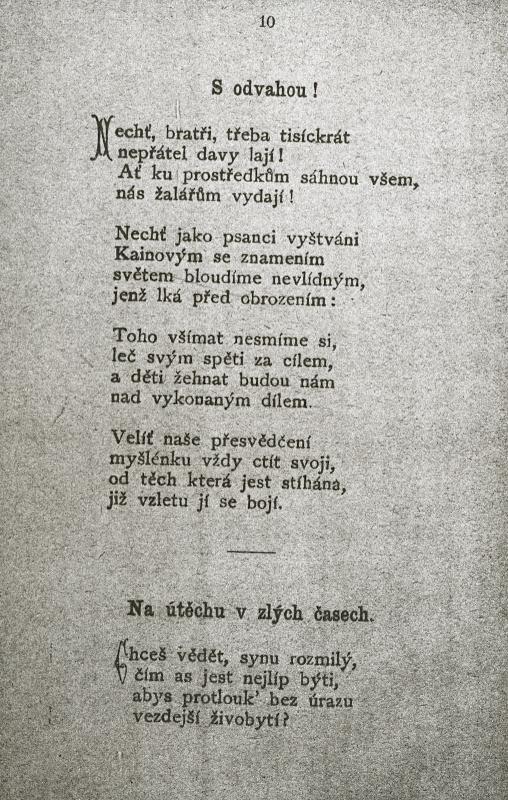 10
S odvahou!
Nechť, bratři, třeba tisíckrát
nepřátel davy lají!
Ať ku prostředkům sáhnou všem,
nás žalářům vydají!
Nechť jako psanci vyštváni
Kainovým se znamením
světem bloudíme nevlídným,
jenž lká před obrozením:
Toho všímat nesmíme si,
leč svým spěti za cílem,
a děti žehnat budou nám
nad vykonaným dílem.
Velíť naše přesvědčení
myšlénku vždy ctít svoji,
od těch která jest stíhána,
již vzletu jí se bojí.
Na útěchu v zlých časech.
Chceš vědět, synu rozmilý,
čím as jest nejlíp býti,
abys protlouk' bez úrazu
vezdejší živobytí?